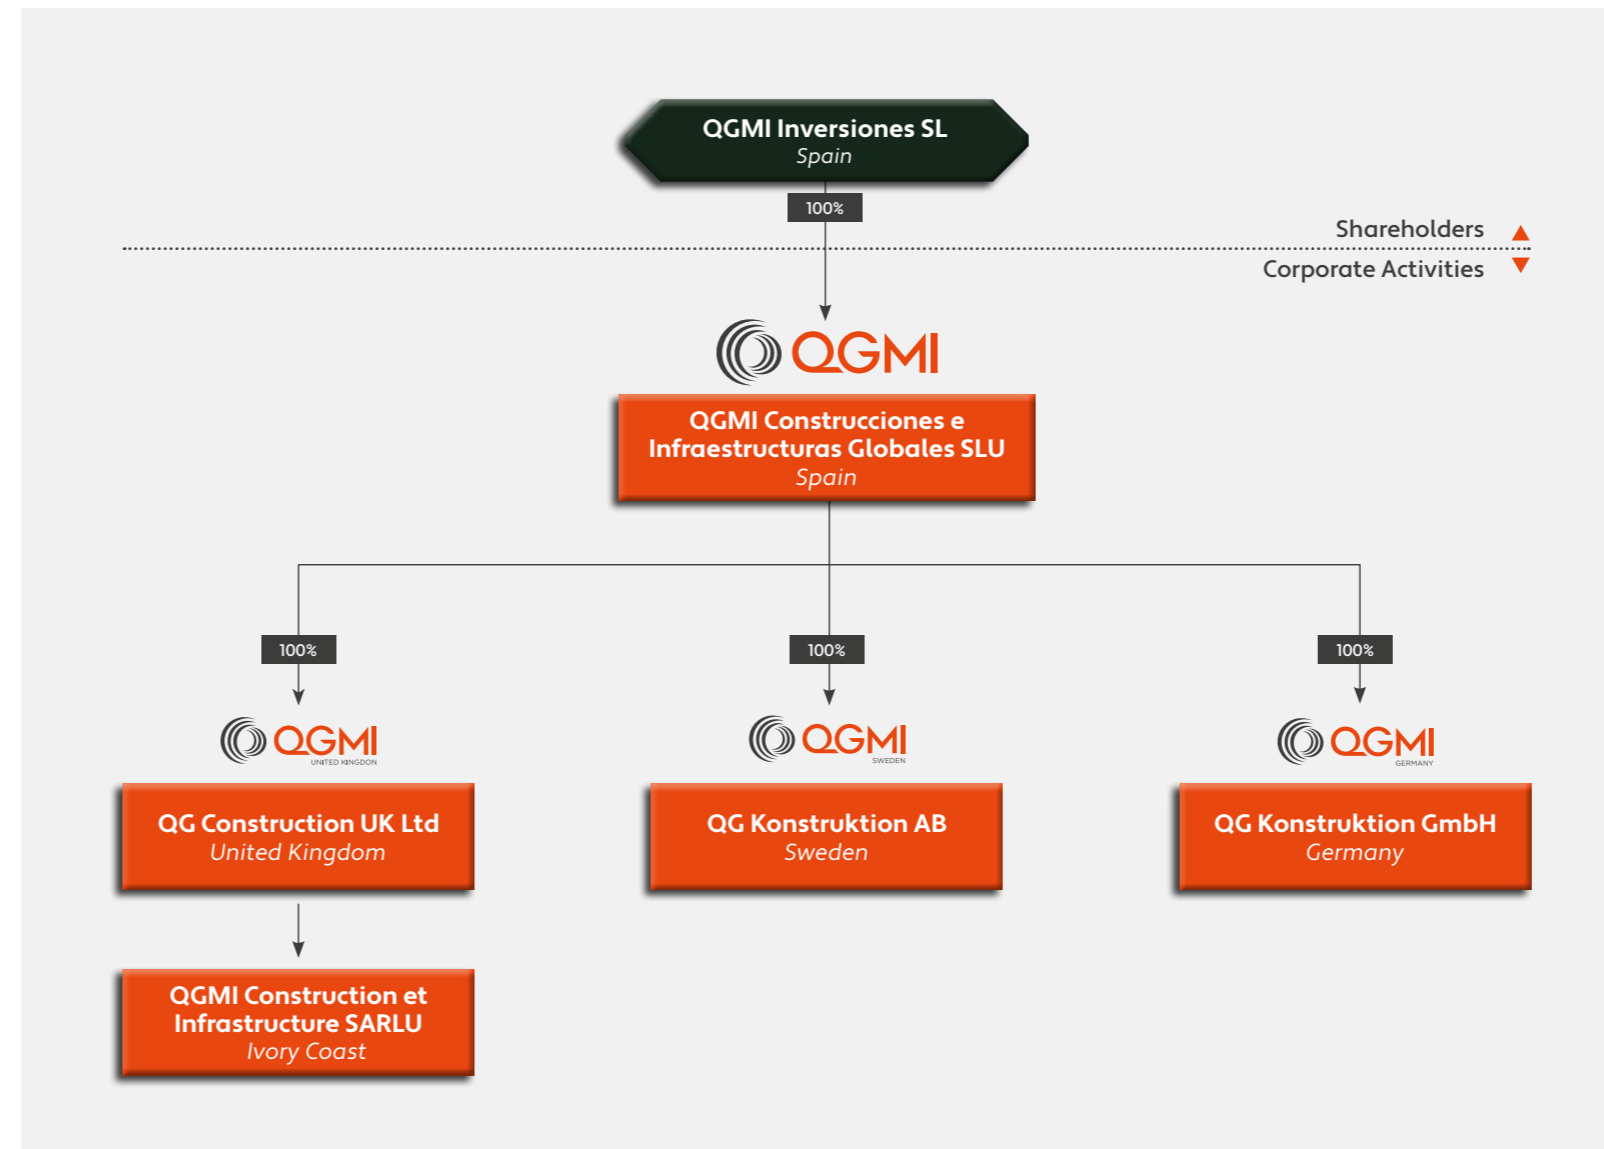 QGMI Inversiones SL
Spain
100%
Shareholders
Corporate Activities
QGMI
QGMI Construcciones e
Infraestructuras Globales SLU
Spain
100%
100%
100%
QGMI
UNITED KINGDOM
QGMI
SWEDEN
QGMI
GERMANY
QG Construction UK Ltd
United Kingdom
QG Konstruktion AB
Sweden
QG Konstruktion GmbH
Germany
QGMI Construction et
Infrastructure SARLU
Ivory Coast